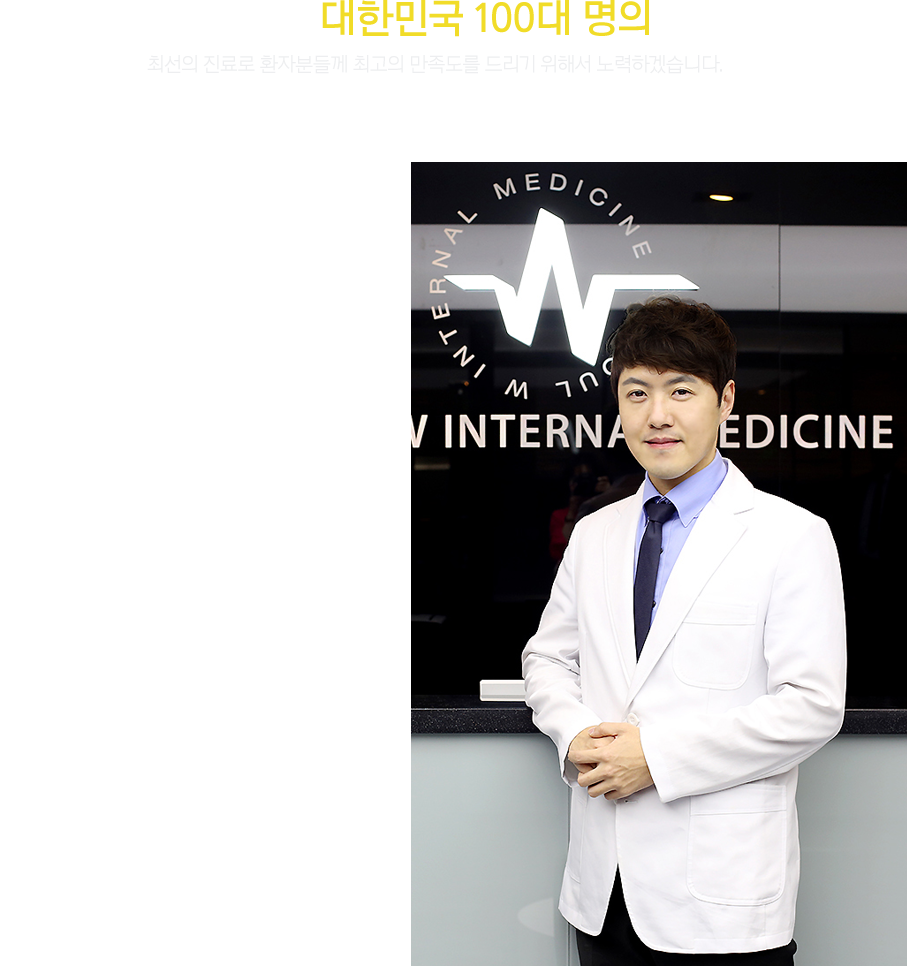 대한민국 100대 명의
최선의 진료로 환자분들께 최고의 만족도를 드리기 위해서 노력하겠습니다.
W INTERNAL MEDICINE
W INTERNA EDICINE